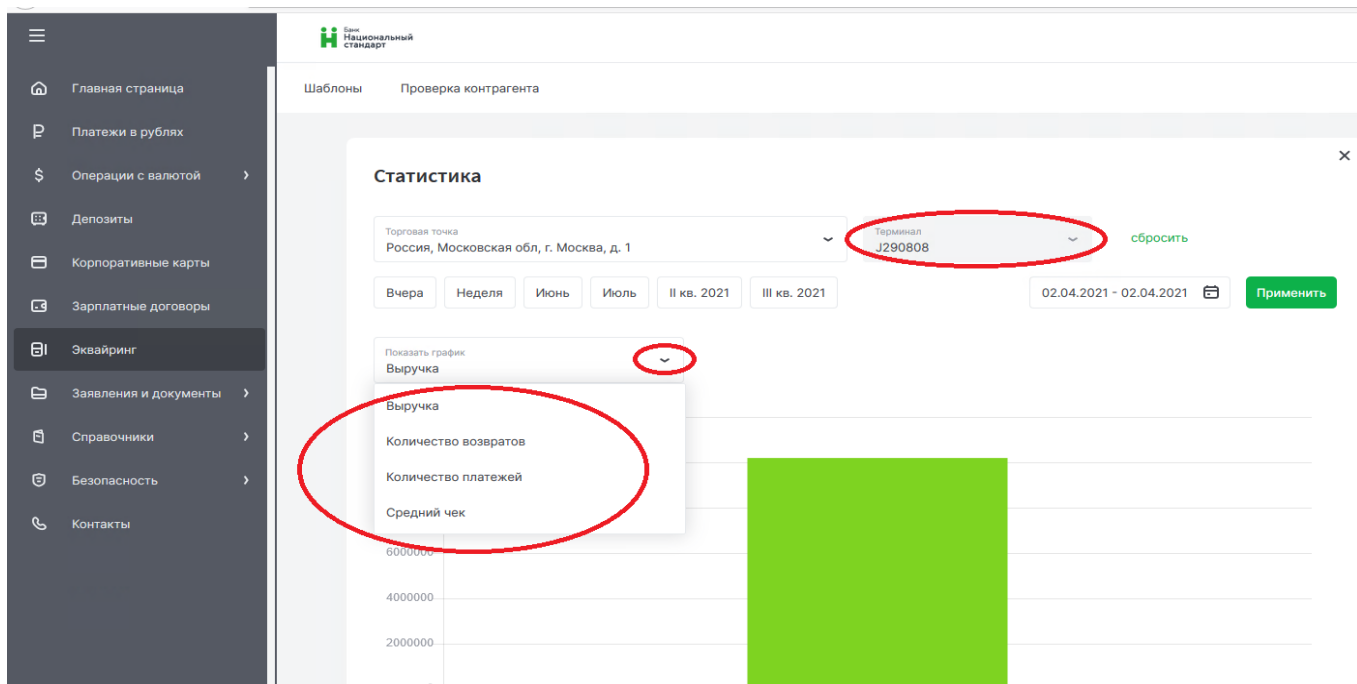 Банк
Национальный
стандарт
Главная страница
Платежи в рублях
Операции с валютой
Депозиты
Корпоративные карты
Зарплатные договоры
Эквайринг
Заявления и документы
Справочники
Безопасность
Контакты
Шаблоны Проверка контрагента
Статистика
Торговая точка
Россия, Московская обл, г. Москва, д. 1
Терминал
J290808
сбросить
Вчера Неделя Июнь Июль II кв. 2021 III кв. 2021 02.04.2021 - 02.04.2021 Применить
Показать график
Выручка
Выручка
Количество возвратов
Количество платежей
Средний чек
6000000
4000000
2000000